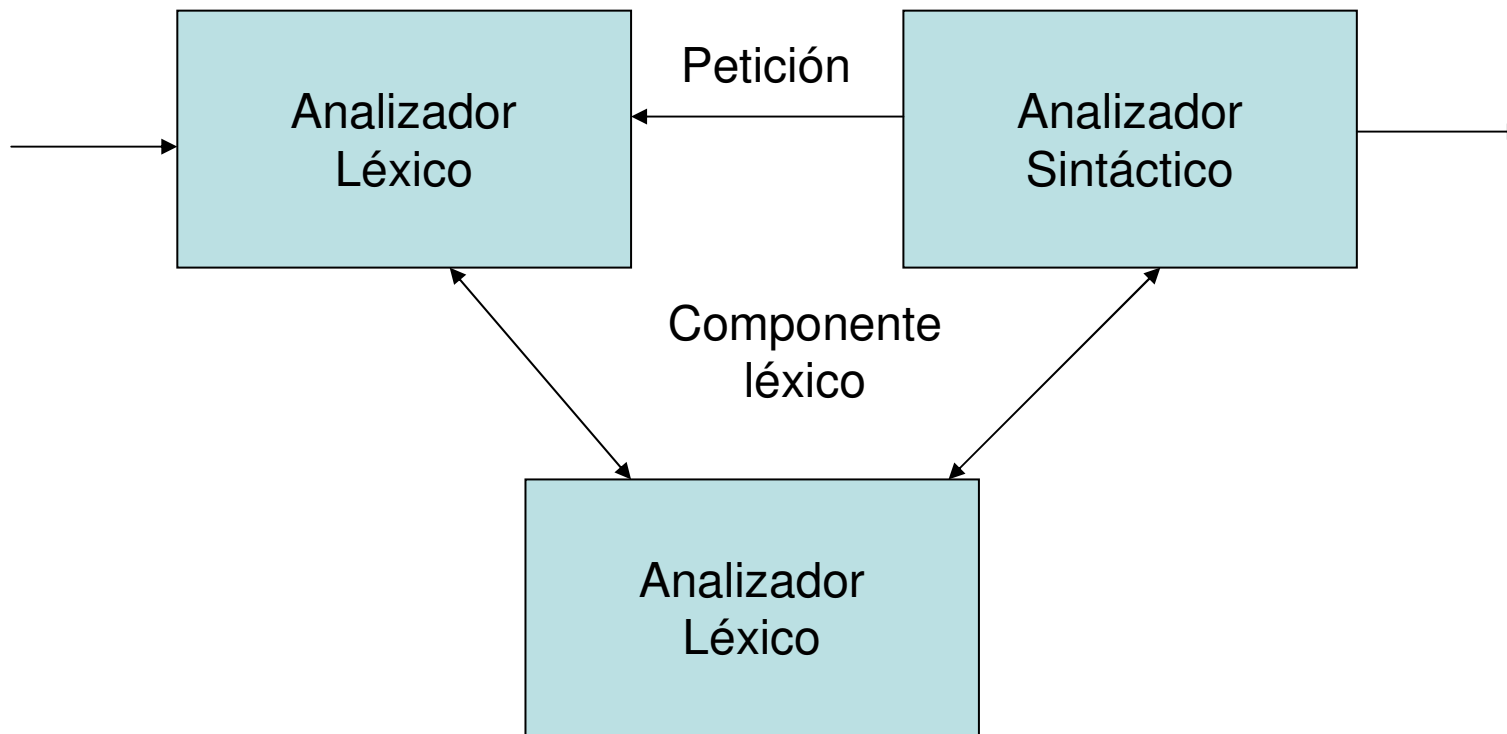 Analizador
Léxico
Petición
Analizador
Sintáctico
Componente
léxico
Analizador
Léxico